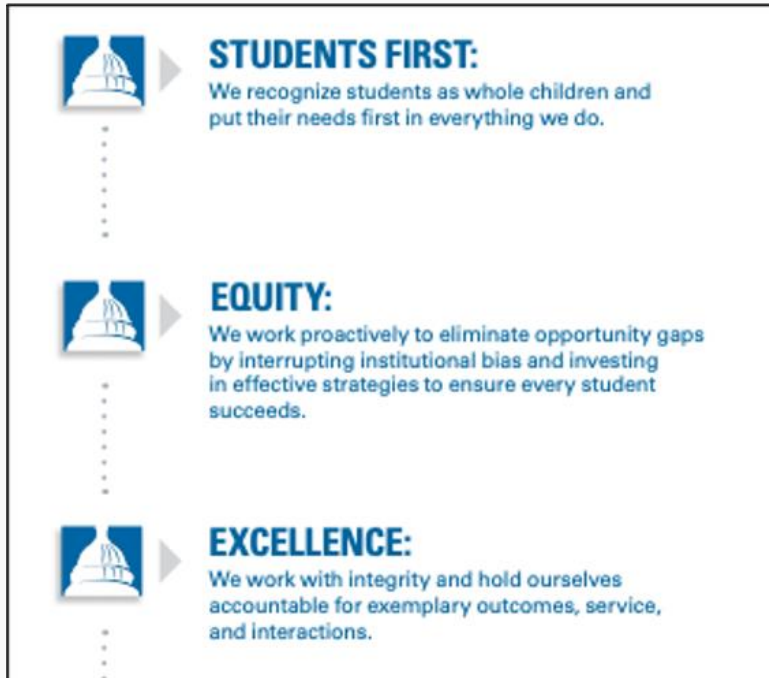 STUDENTS FIRST:
We recognize students as whole children and
put their needs first in everything we do.
EQUITY:
We work proactively to eliminate opportunity gaps
by interrupting institutional bias and investing
in effective strategies to ensure every student
succeeds.
EXCELLENCE:
We work with integrity and hold ourselves
accountable for exemplary outcomes, service,
and interactions.